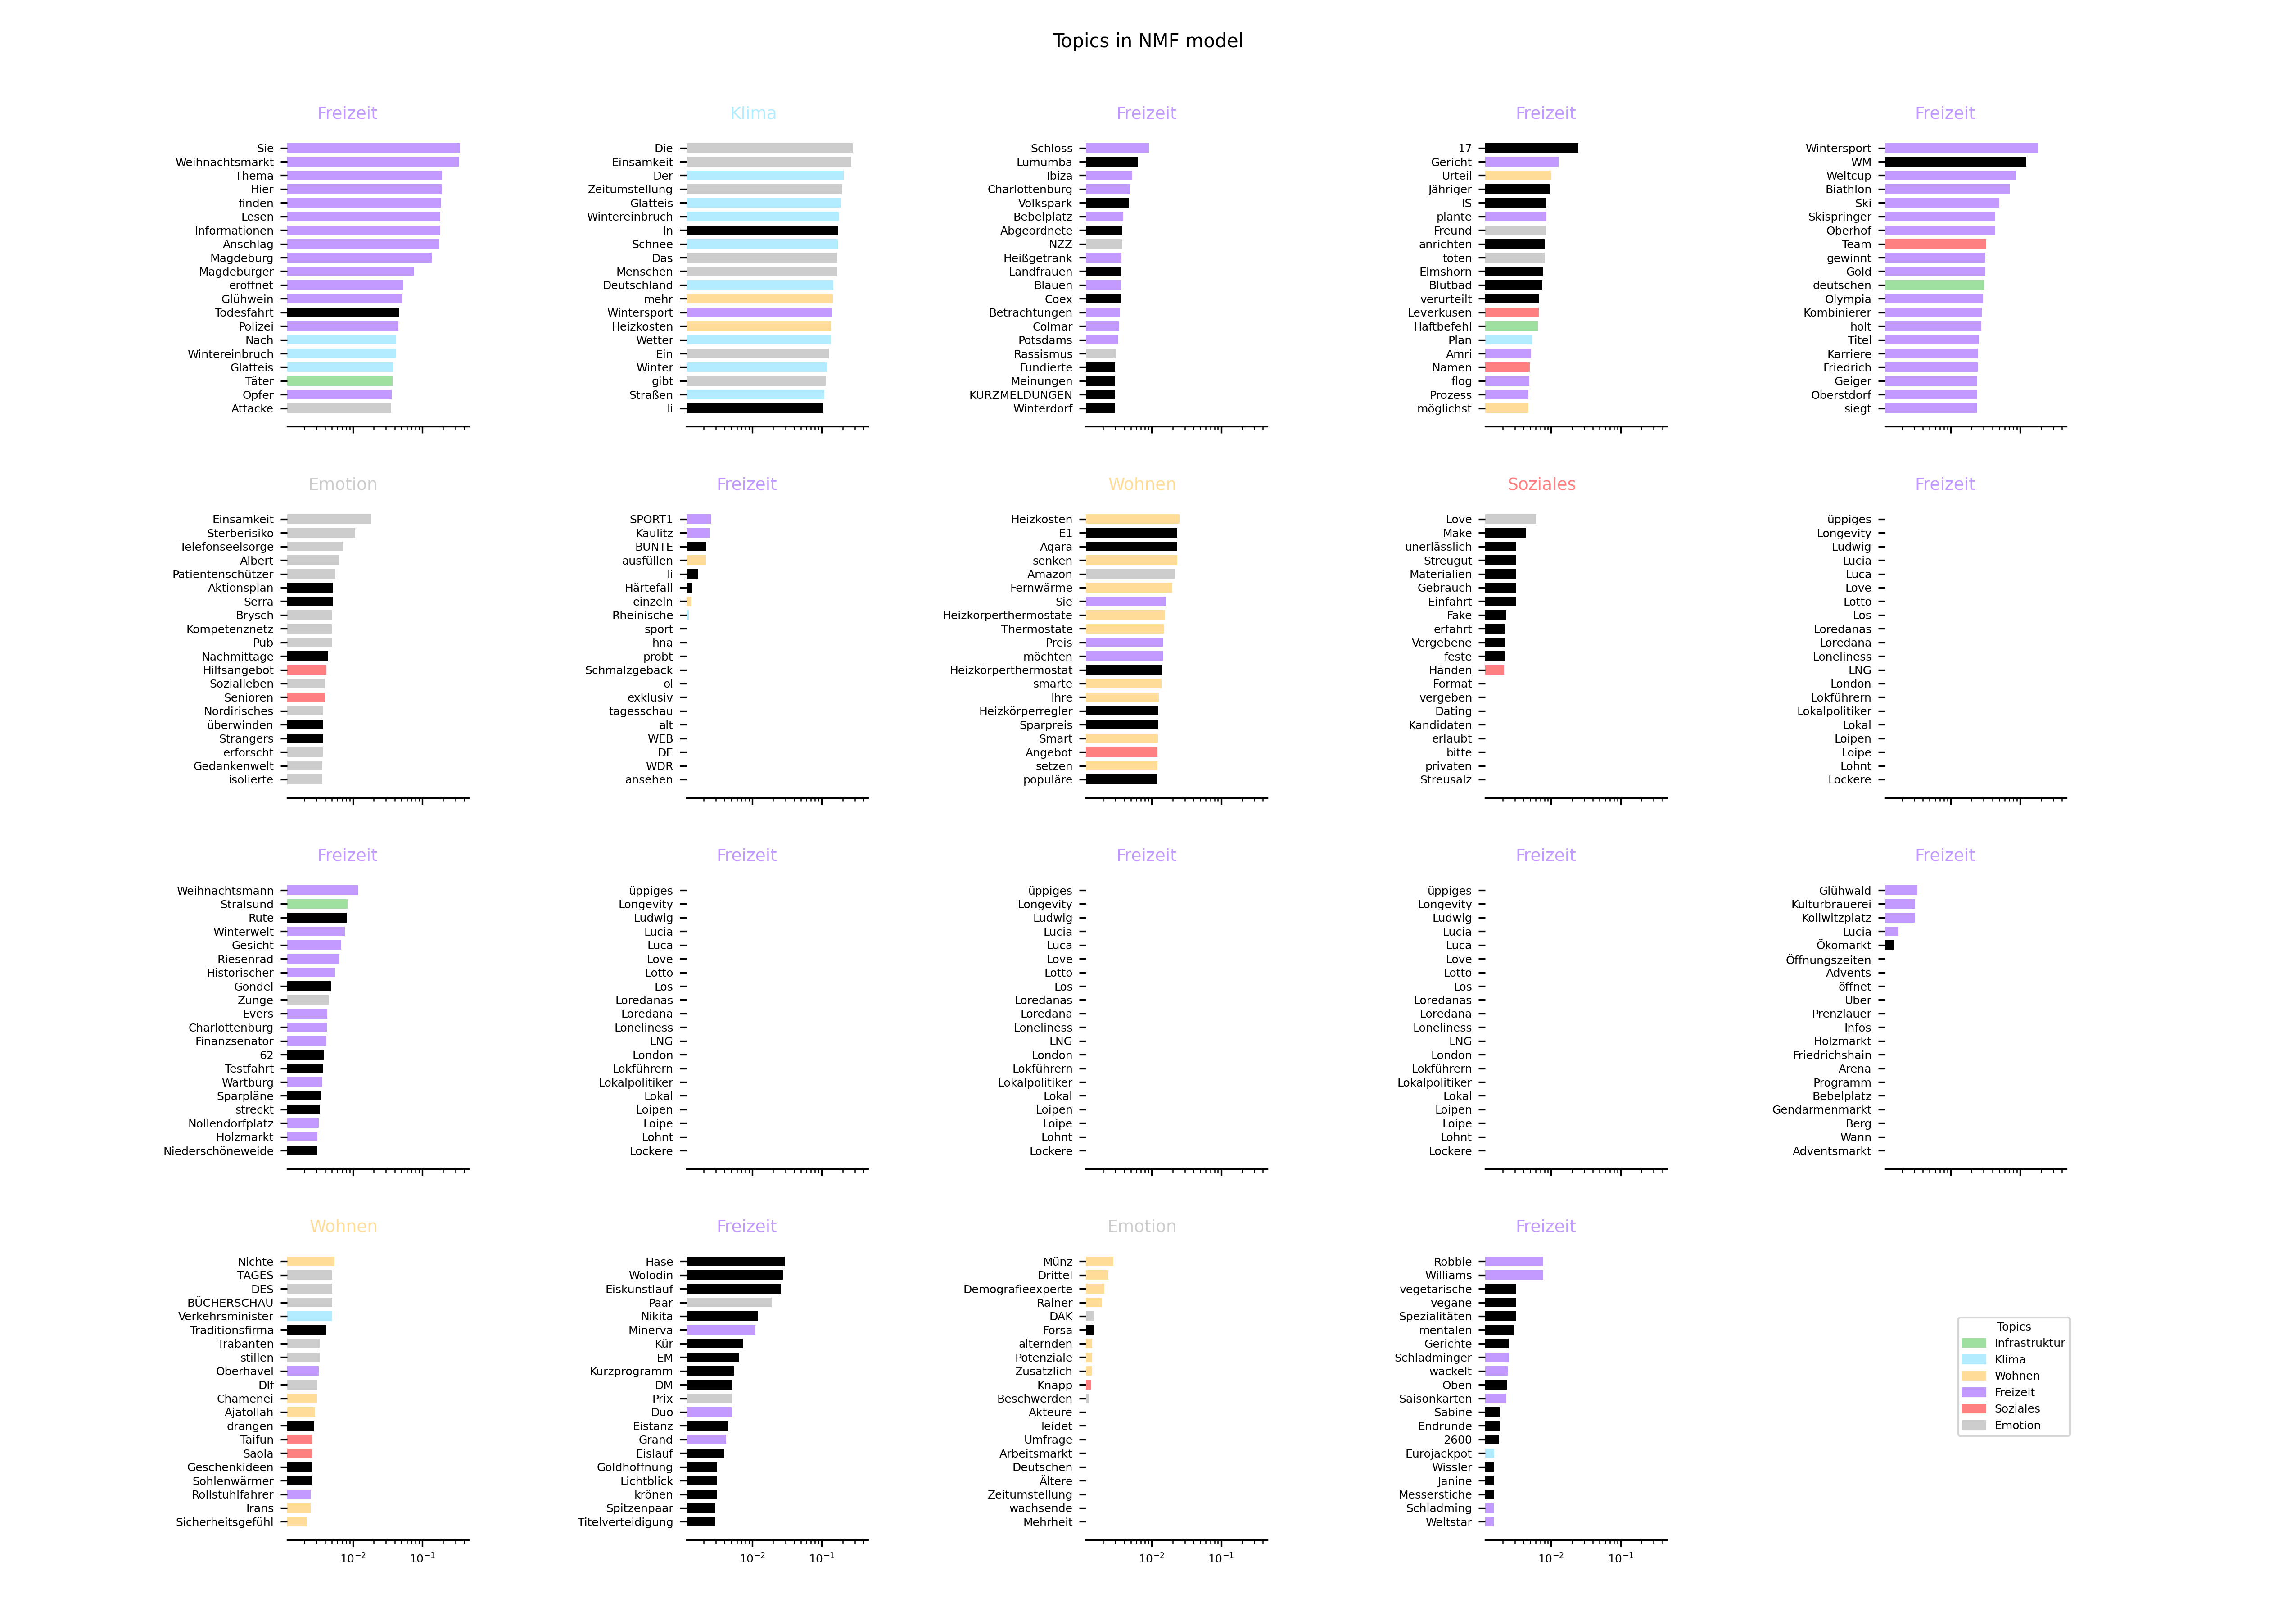 Topics in NMF model
Freizeit
Sie
Weihnachtsmarkt
Thema
Hier
finden
Lesen
Informationen
Anschlag
Magdeburg
Magdeburger
eröffnet
Glühwein
Todesfahrt
Polizei
Nach
Wintereinbruch
Glatteis
Täter
Opfer
Attacke
Klima
Die
Einsamkeit
Der
Zeitumstellung
Glatteis
Wintereinbruch
In
Schnee
Das
Menschen
Deutschland
mehr
Wintersport
Heizkosten
Wetter
Ein
Winter
gibt
Straßen
li
Freizeit
Schloss
Lumumba
Ibiza
Charlottenburg
Volkspark
Bebelplatz
Abgeordnete
NZZ
Heißgetränk
Landfrauen
Blauen
Coex
Betrachtungen
Colmar
Potsdams
Rassismus
Fundierte
Meinungen
KURZMELDUNGEN
Winterdorf
Freizeit
17
Gericht
Urteil
Jähriger
IS
plante
Freund
anrichten
töten
Elmshorn
Blutbad
verurteilt
Leverkusen
Haftbefehl
Plan
Amri
Namen
flog
Prozess
möglichst
Freizeit
Wintersport
WM
Weltcup
Biathlon
Ski
Skispringer
Oberhof
Team
gewinnt
Gold
deutschen
Olympia
Kombinierer
holt
Titel
Karriere
Friedrich
Geiger
Oberstdorf
siegt
Emotion
Einsamkeit
Sterberisiko
Telefonseelsorge
Albert
Patientenschützer
Aktionsplan
Serra
Brysch
Kompetenznetz
Pub
Nachmittage
Hilfsangebot
Sozialleben
Senioren
Nordirisches
überwinden
Strangers
erforscht
Gedankenwelt
isolierte
Freizeit
SPORT1
Kaulitz
BUNTE
ausfüllen
li
Härtefall
einzeln
Rheinische
sport
hna
probt
Schmalzgebäck
ol
exklusiv
tagesschau
alt
WEB
DE
WDR
ansehen
Wohnen
Heizkosten
E1
Aqara
senken
Amazon
Fernwärme
Sie
Heizkörperthermostate
Thermostate
Preis
möchten
Heizkörperthermostat
smarte
Ihre
Heizkörperregler
Sparpreis
Smart
Angebot
setzen
populäre
Soziales
Love
Make
unerlässlich
Streugut
Materialien
Gebrauch
Einfahrt
Fake
erfahrt
Vergebene
feste
Händen
Format
vergeben
Dating
Kandidaten
erlaubt
bitte
privaten
Streusalz
Freizeit
üppiges
Longevity
Ludwig
Lucia
Luca
Love
Lotto
Los
Loredanas
Loredana
Loneliness
LNG
London
Lokführern
Lokalpolitiker
Lokal
Loipen
Loipe
Lohnt
Lockere
Freizeit
Weihnachtsmann
Stralsund
Rute
Winterwelt
Gesicht
Riesenrad
Historischer
Gondel
Zunge
Evers
Charlottenburg
Finanzsenator
62
Testfahrt
Wartburg
Sparpläne
streckt
Nollendorfplatz
Holzmarkt
Niederschöneweide
Freizeit
üppiges
Longevity
Ludwig
Lucia
Luca
Love
Lotto
Los
Loredanas
Loredana
Loneliness
LNG
London
Lokführern
Lokalpolitiker
Lokal
Loipen
Loipe
Lohnt
Lockere
Freizeit
üppiges
Longevity
Ludwig
Lucia
Luca
Love
Lotto
Los
Loredanas
Loredana
Loneliness
LNG
London
Lokführern
Lokalpolitiker
Lokal
Loipen
Loipe
Lohnt
Lockere
Freizeit
üppiges
Longevity
Ludwig
Lucia
Luca
Love
Lotto
Los
Loredanas
Loredana
Loneliness
LNG
London
Lokführern
Lokalpolitiker
Lokal
Loipen
Loipe
Lohnt
Lockere
Freizeit
Glühwald
Kulturbrauerei
Kollwitzplatz
Lucia
Ökomarkt
Öffnungszeiten
Advents
öffnet
Uber
Prenzlauer
Infos
Holzmarkt
Friedrichshain
Arena
Programm
Bebelplatz
Gendarmenmarkt
Berg
Wann
Adventsmarkt
Wohnen
Nichte
TAGES
DES
BÜCHERSCHAU
Verkehrsminister
Traditionsfirma
Trabanten
stillen
Oberhavel
Dlf
Chamenei
Ajatollah
drängen
Taifun
Saola
Geschenkideen
Sohlenwärmer
Rollstuhlfahrer
Irans
Sicherheitsgefühl
10⁻² 10⁻¹
Freizeit
Hase
Wolodin
Eiskunstlauf
Paar
Nikita
Minerva
Kür
EM
Kurzprogramm
DM
Prix
Duo
Eistanz
Grand
Eislauf
Goldhoffnung
Lichtblick
krönen
Spitzenpaar
Titelverteidigung
10⁻² 10⁻¹
Emotion
Münz
Drittel
Demografieexperte
Rainer
DAK
Forsa
alternden
Potenziale
Zusätzlich
Knapp
Beschwerden
Akteure
leidet
Umfrage
Arbeitsmarkt
Deutschen
Ältere
Zeitumstellung
wachsende
Mehrheit
10⁻² 10⁻¹
Freizeit
Robbie
Williams
vegetarische
vegane
Spezialitäten
mentalen
Gerichte
Schladminger
wackelt
Oben
Saisonkarten
Sabine
Endrunde
2600
Eurojackpot
Wissler
Janine
Messerstiche
Schladming
Weltstar
10⁻² 10⁻¹
Topics
Infrastruktur
Klima
Wohnen
Freizeit
Soziales
Emotion